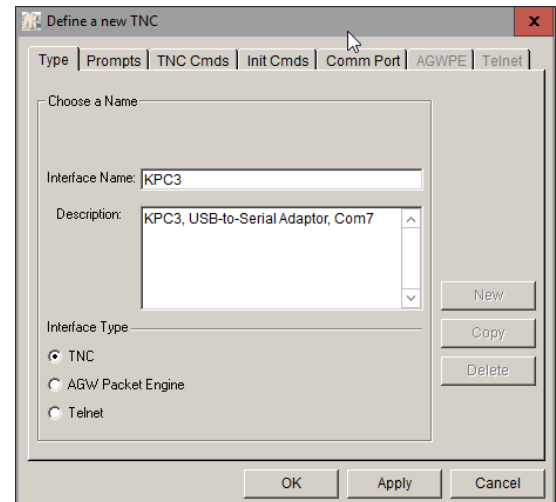 Define a new TNC
x
Type Prompts TNC Cmds Init Cmds Comm Port AGWPE Telnet
Choose a Name
Interface Name: KPC3
Description: KPC3, USB-to-Serial Adaptor, Com7
New
Interface Type
Copy
TNC
Delete
AGW Packet Engine
Telnet
OK Apply Cancel